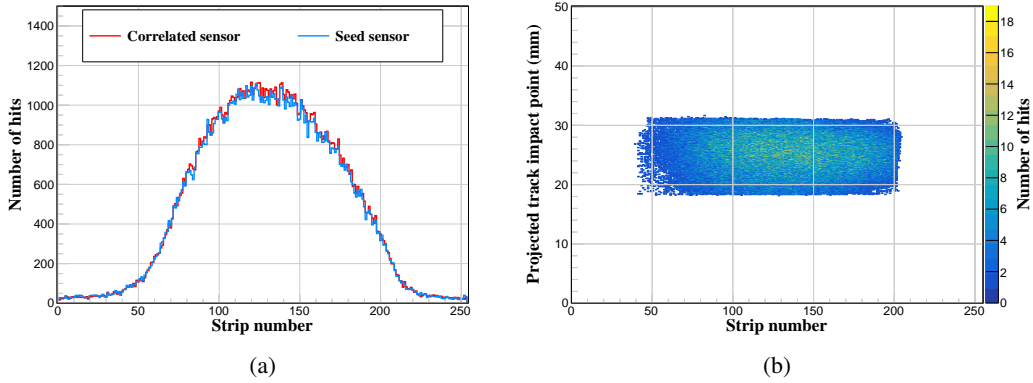 Correlated sensor
Seed sensor
Number of hits
1400
1200
1000
800
600
400
200
0
0 50 100 150 200 250
Strip number
(a)
Projected track impact point (mm)
50
40
30
20
10
0
0 50 100 150 200 250
Strip number
18
16
14
12
10
8
6
4
2
0
Number of hits
(b)